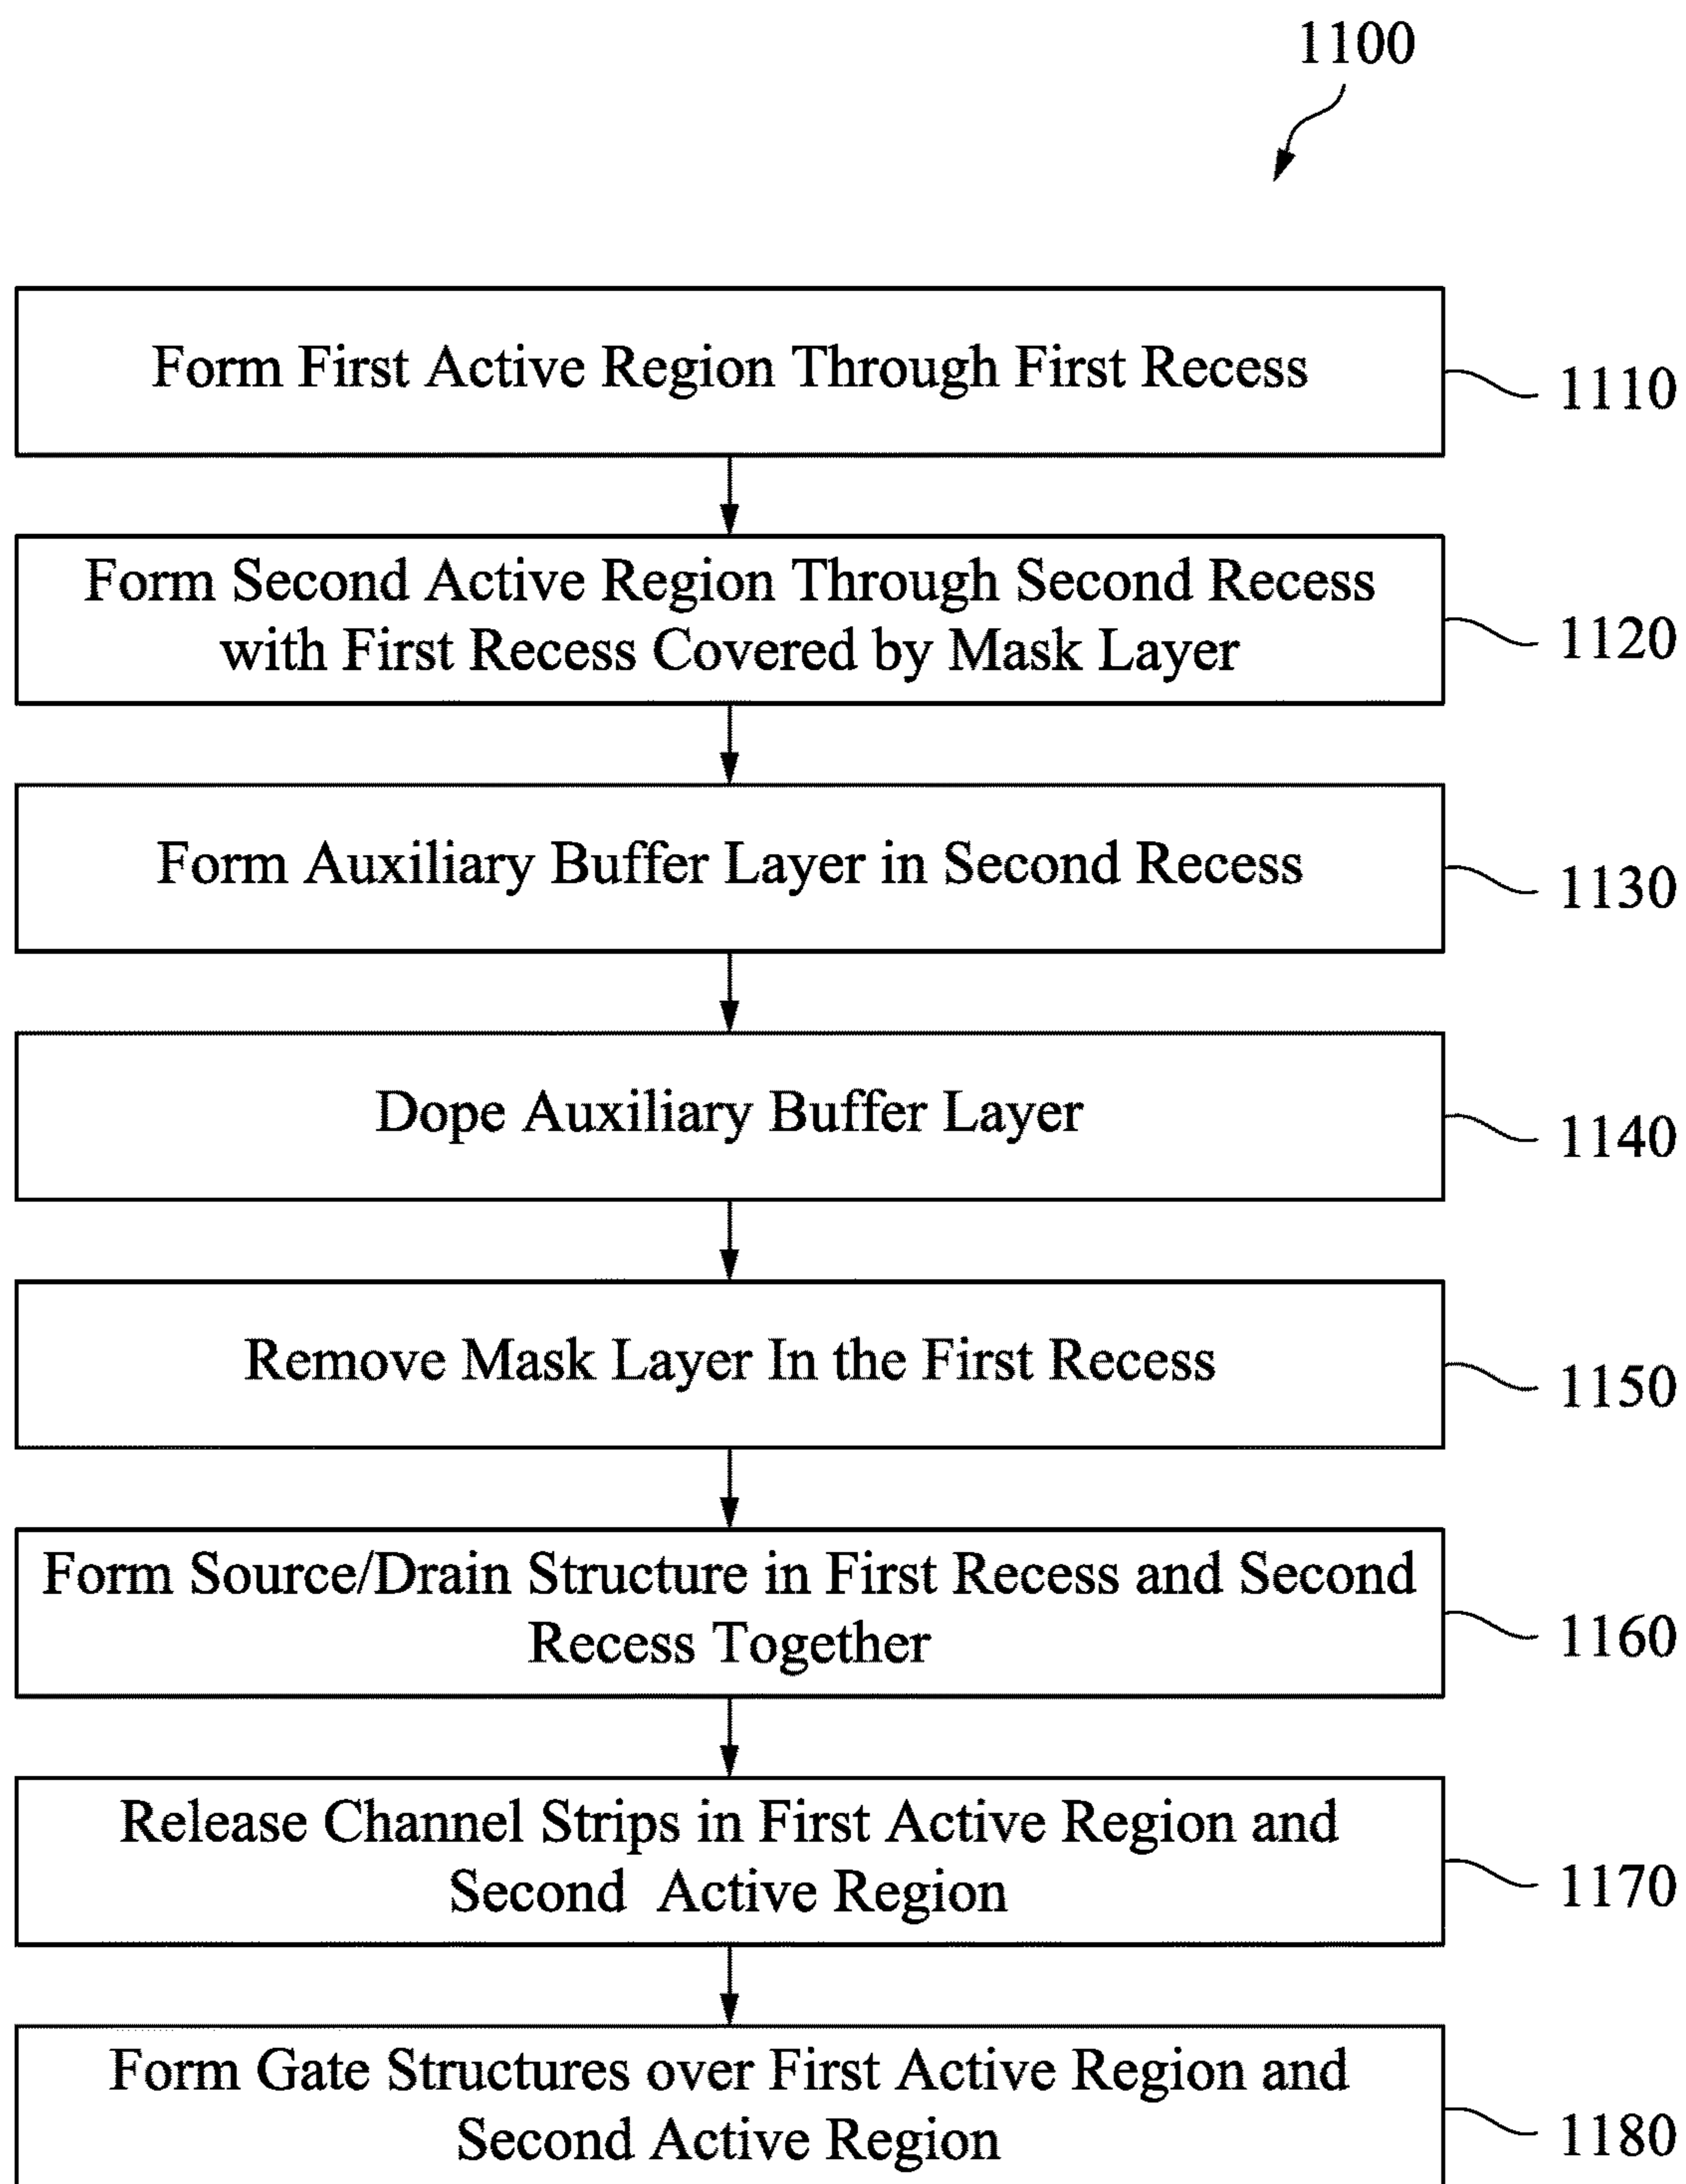 1100
Form First Active Region Through First Recess
1110
Form Second Active Region Through Second Recess
with First Recess Covered by Mask Layer
1120
Form Auxiliary Buffer Layer in Second Recess
1130
Dope Auxiliary Buffer Layer
1140
Remove Mask Layer In the First Recess
1150
Form Source/Drain Structure in First Recess and Second
Recess Together
1160
Release Channel Strips in First Active Region and
Second Active Region
1170
Form Gate Structures over First Active Region and
Second Active Region
1180